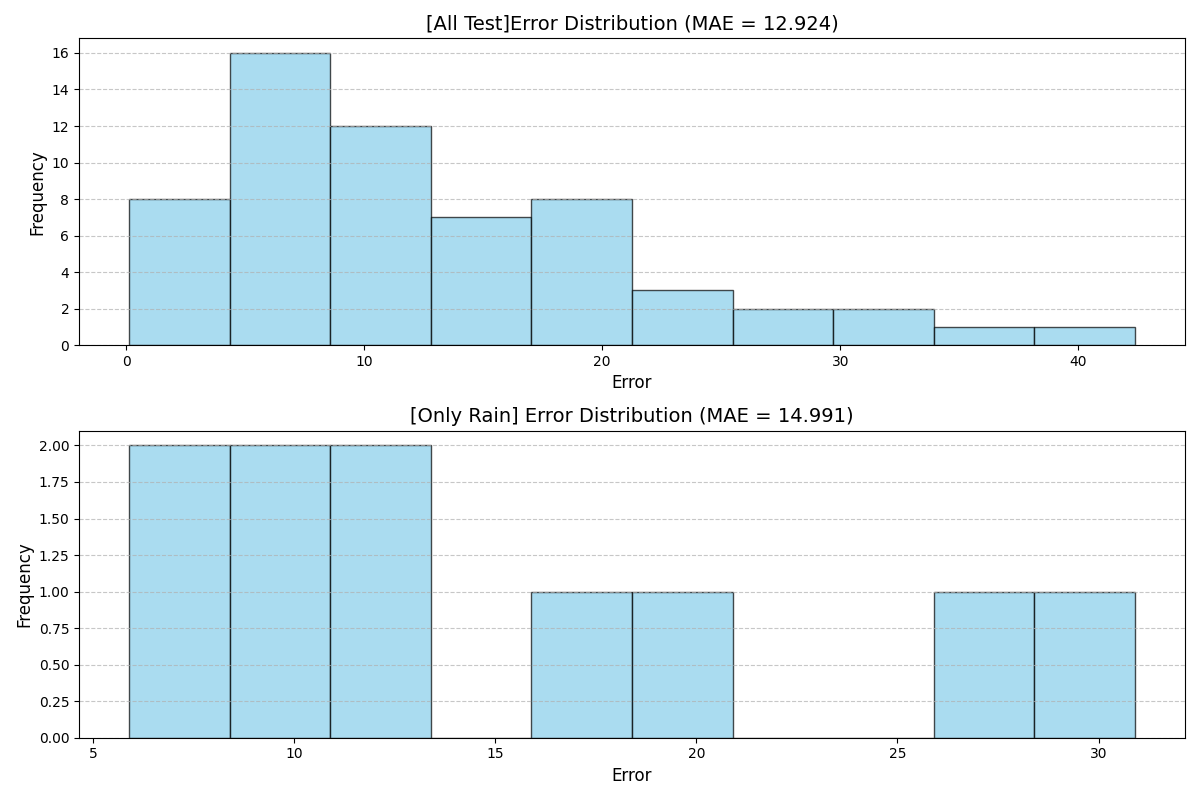 [All Test]Error Distribution (MAE = 12.924)
Frequency
16
14
12
10
8
6
4
2
0
0 10 20 30 40
Error
[Only Rain] Error Distribution (MAE = 14.991)
Frequency
2.00
1.75
1.50
1.25
1.00
0.75
0.50
0.25
0.00
5 10 15 20 25 30
Error